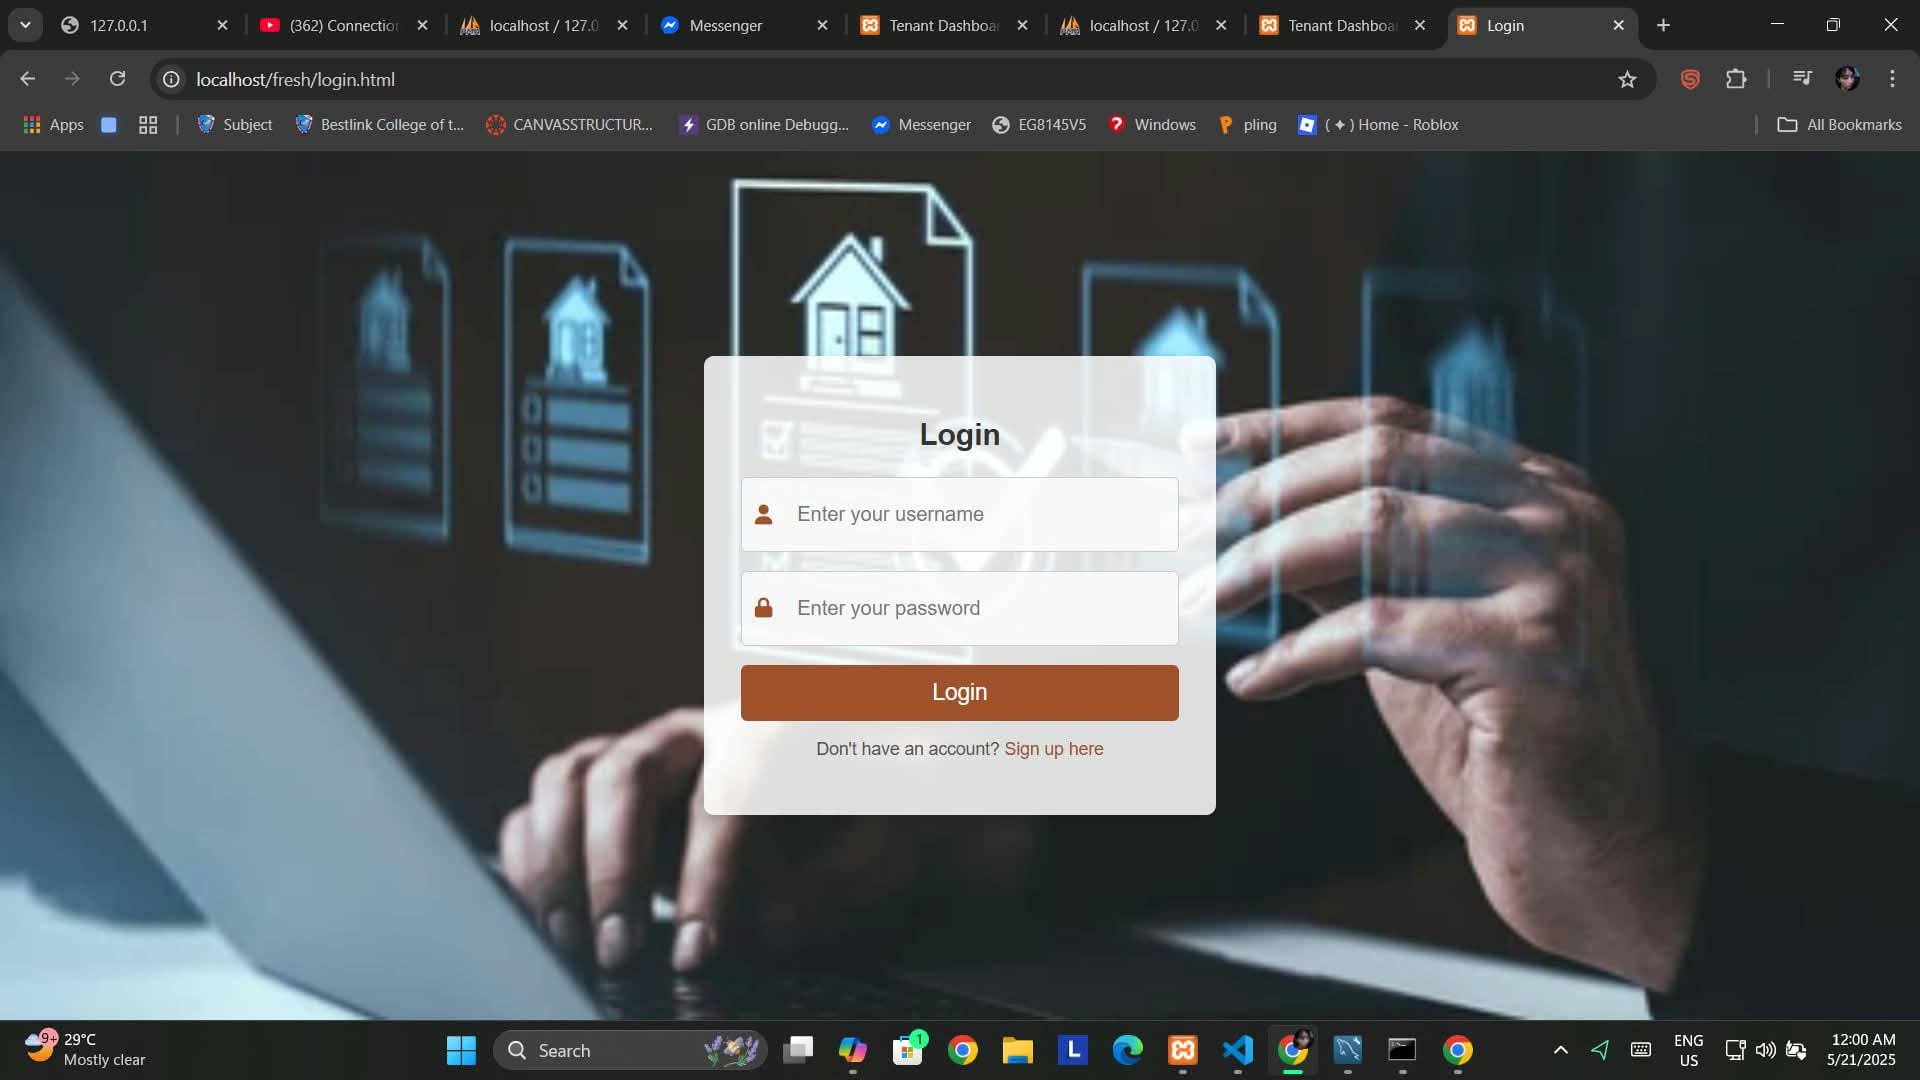 127.0.0.1
(362) Connection
localhost / 127.0
Messenger
Tenant Dashboa
localhost / 127.0
Tenant Dashboa
Login
localhost/fresh/login.html
Apps
Subject
Bestlink College of t...
CANVASSTRUCTUR...
GDB online Debugg...
Messenger
EG8145V5
Windows
pling
( ✦ ) Home - Roblox
All Bookmarks
Login
Enter your username
Enter your password
Login
Don't have an account? Sign up here
9+
29°C
Mostly clear
Search
1
L
ENG
US
12:00 AM
5/21/2025